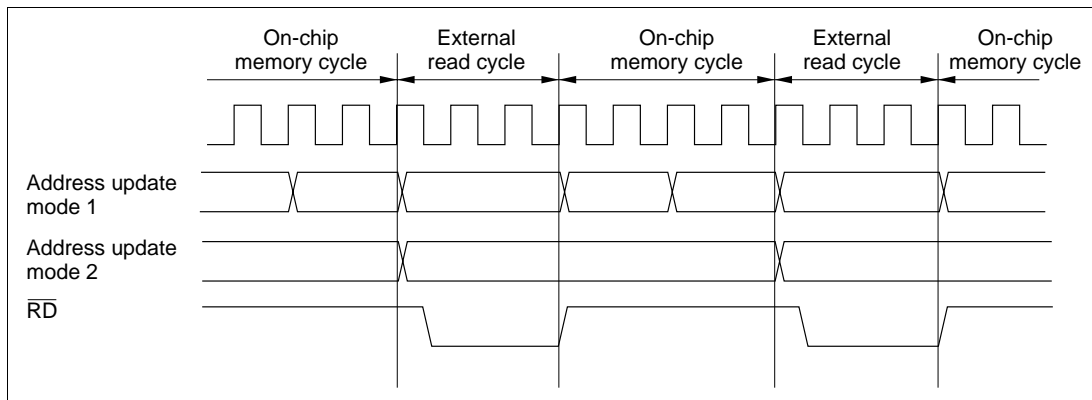 On-chip
memory cycle
External
read cycle
On-chip
memory cycle
External
read cycle
On-chip
memory cycle
Address update
mode 1
Address update
mode 2
RD